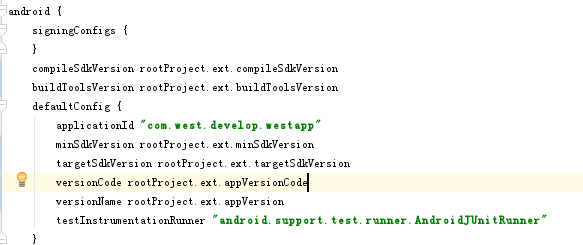 android {
signingConfigs {
}
compileSdkVersion rootProject.ext.compileSdkVersion
buildToolsVersion rootProject.ext.buildToolsVersion
defaultConfig {
applicationId "com.west.develop.westapp"
minSdkVersion rootProject.ext.minSdkVersion
targetSdkVersion rootProject.ext.targetSdkVersion
versionCode rootProject.ext.appVersionCode
versionName rootProject.ext.appVersion
testInstrumentationRunner "android.support.test.runner.AndroidJUnitRunner"
}